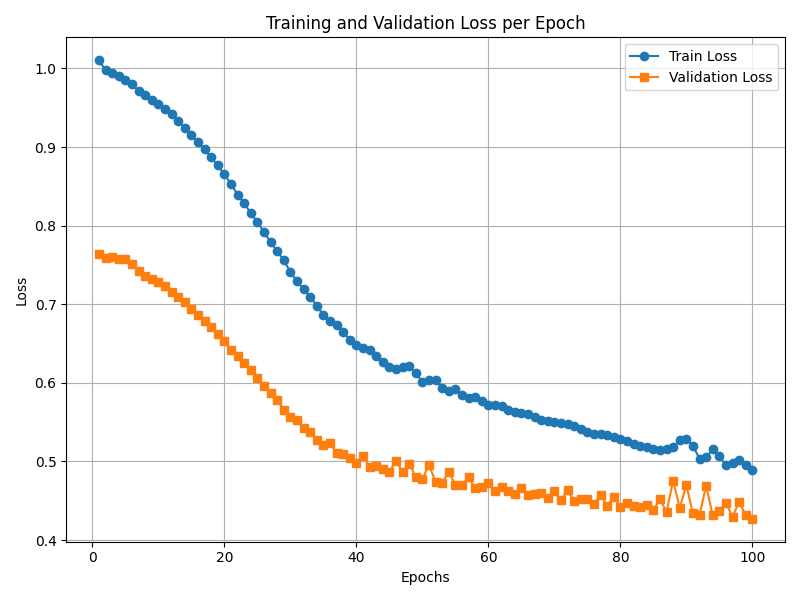 Training and Validation Loss per Epoch
Train Loss
Validation Loss
1.0
0.9
0.8
0.7
0.6
0.5
0.4
Loss
0
20
40
60
80
100
Epochs